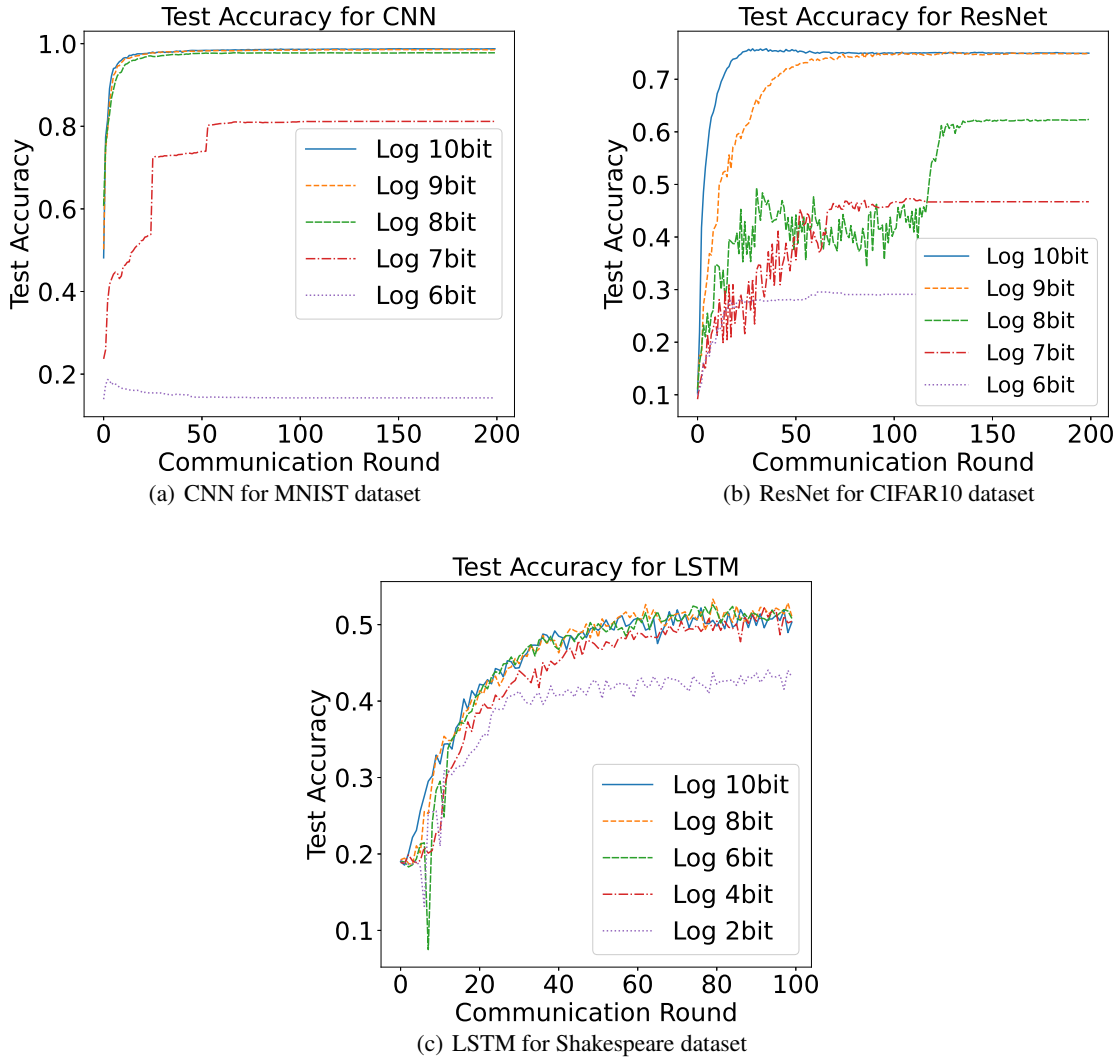 Test Accuracy for CNN
1.0
0.8
0.6
0.4
0.2
Test Accuracy
Log 10bit
Log 9bit
Log 8bit
Log 7bit
Log 6bit
0 50 100 150 200
Communication Round
(a) CNN for MNIST dataset
Test Accuracy for ResNet
0.7
0.6
0.5
0.4
0.3
0.2
0.1
Test Accuracy
Log 10bit
Log 9bit
Log 8bit
Log 7bit
Log 6bit
0 50 100 150 200
Communication Round
(b) ResNet for CIFAR10 dataset
Test Accuracy for LSTM
0.5
0.4
0.3
0.2
0.1
Test Accuracy
Log 10bit
Log 8bit
Log 6bit
Log 4bit
Log 2bit
0 20 40 60 80 100
Communication Round
(c) LSTM for Shakespeare dataset